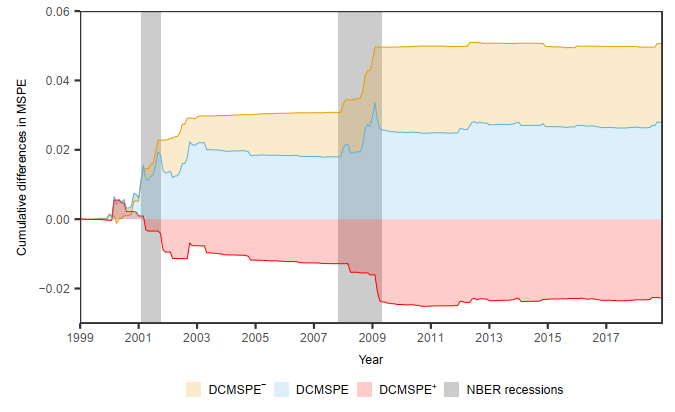 0.06
0.04
0.02
0.00
−0.02
Cumulative differences in MSPE
1999 2001 2003 2005 2007 2009 2011 2013 2015 2017
Year
DCMSPE⁻ DCMSPE DCMSPE⁺ NBER recessions